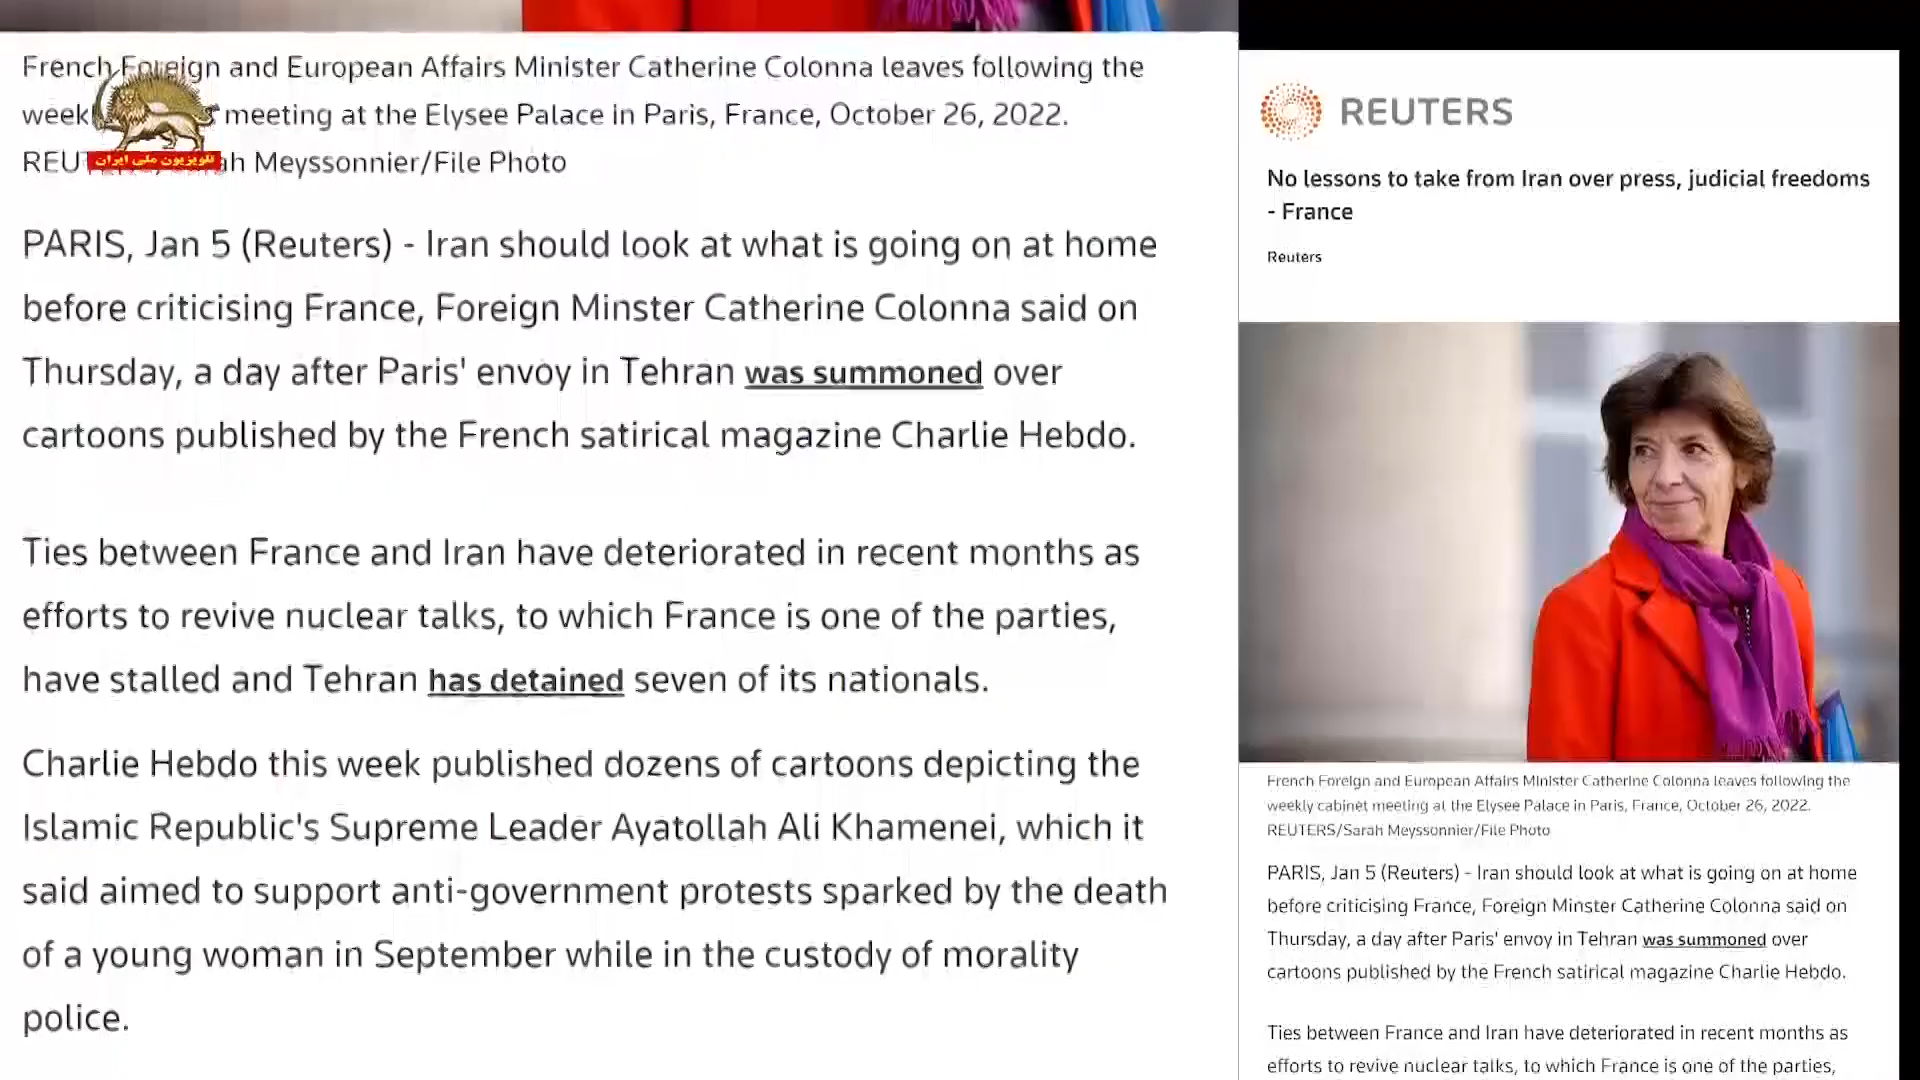 French Foreign and European Affairs Minister Catherine Colonna leaves following the
meeting at the Elysee Palace in Paris, France, October 26, 2022.
Meyssonnier/File Photo
تلویزیون ملی ایران
PARIS, Jan 5 (Reuters) - Iran should look at what is going on at home
before criticising France, Foreign Minster Catherine Colonna said on
Thursday, a day after Paris' envoy in Tehran was summoned over
cartoons published by the French satirical magazine Charlie Hebdo.
Ties between France and Iran have deteriorated in recent months as
efforts to revive nuclear talks, to which France is one of the parties,
have stalled and Tehran has detained seven of its nationals.
Charlie Hebdo this week published dozens of cartoons depicting the
Islamic Republic's Supreme Leader Ayatollah Ali Khamenei, which it
said aimed to support anti-government protests sparked by the death
of a young woman in September while in the custody of morality
police.
REUTERS
No lessons to take from Iran over press, judicial freedoms
- France
Reuters
French Foreign and European Affairs Minister Catherine Colonna leaves following the
weekly cabinet meeting at the Elysee Palace in Paris, France, October 26, 2022.
REUTERS/Sarah Meyssonnier/File Photo
PARIS, Jan 5 (Reuters) - Iran should look at what is going on at home
before criticising France, Foreign Minster Catherine Colonna said on
Thursday, a day after Paris' envoy in Tehran was summoned over
cartoons published by the French satirical magazine Charlie Hebdo.
Ties between France and Iran have deteriorated in recent months as
efforts to revive nuclear talks, to which France is one of the parties,